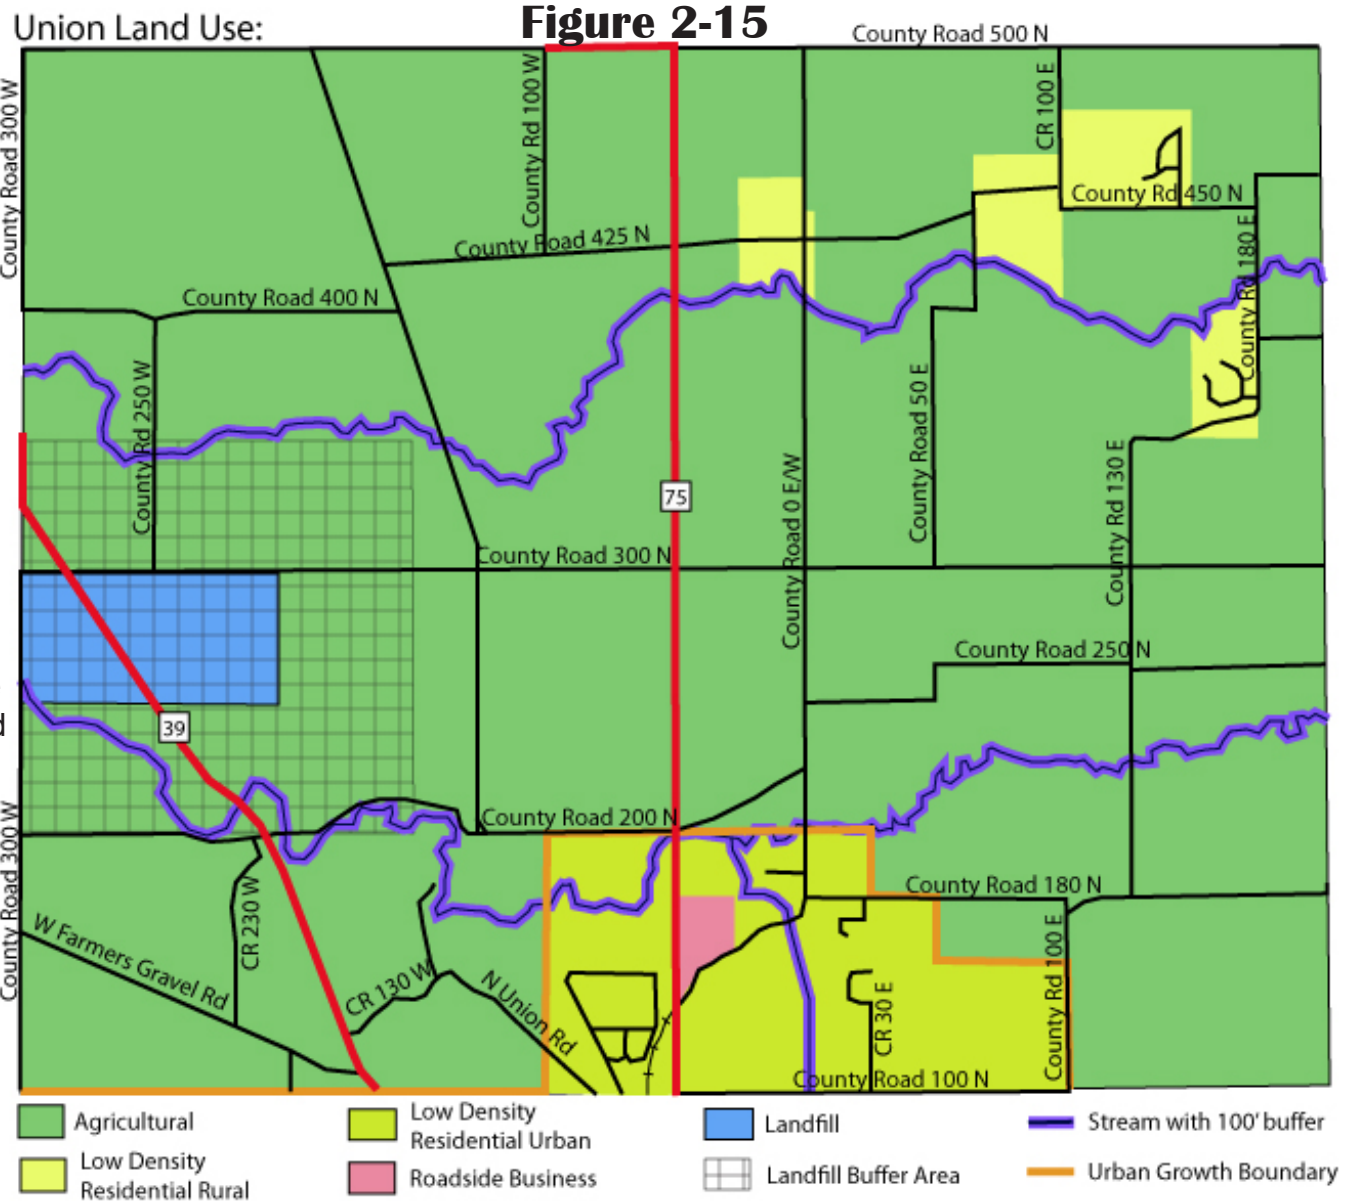 Union Land Use:
Figure 2-15
County Road 500 N
County Road 300 W
County Rd 100 W
CR 100 E
County Rd 450 N
County Road 425 N
County Rd 180 E
County Road 400 N
County Rd 250 W
County Road 50 E
County Road 0 E/W
County Rd 130 E
75
County Road 300 N
County Road 250 N
39
d
County Road 200 N
County Road 300 W
County Road 180 N
CR 230 W
W Farmers Gravel Rd
CR 130 W
N Union Rd
CR 30 E
County Rd 100 E
County Road 100 N
Agricultural
Low Density
Residential Rural
Low Density
Residential Urban
Roadside Business
Landfill
Landfill Buffer Area
Stream with 100' buffer
Urban Growth Boundary